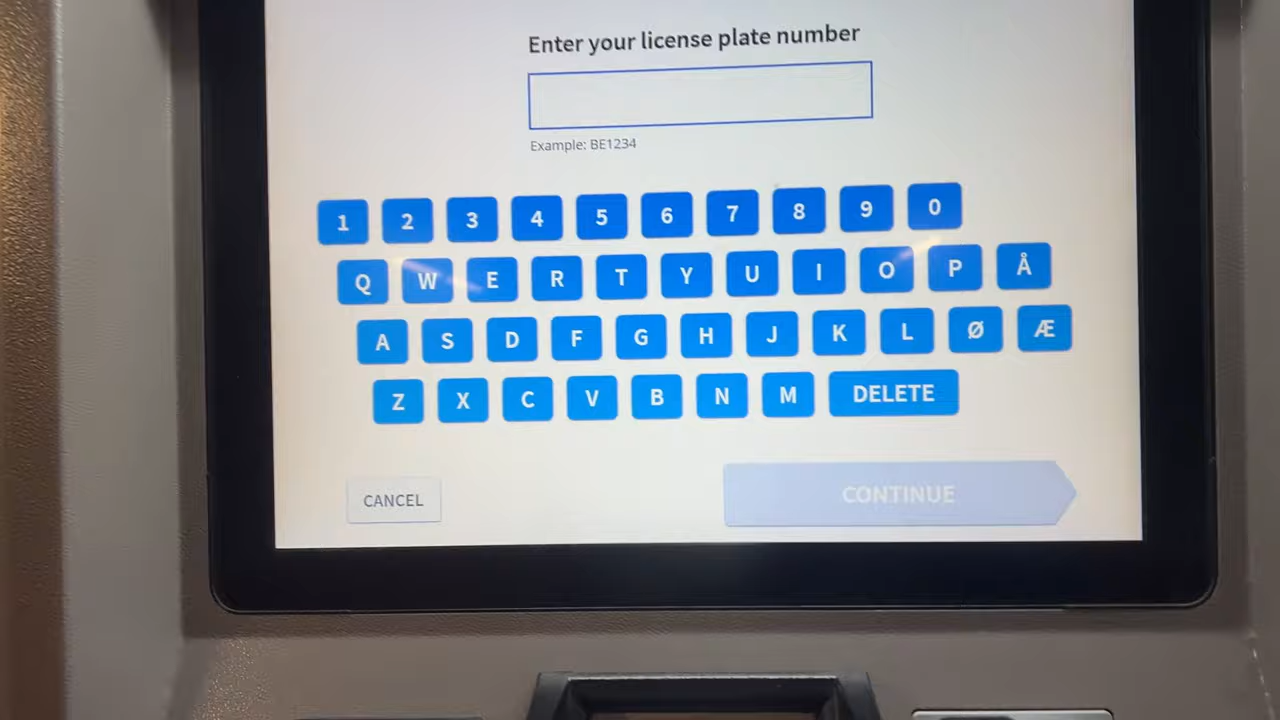 Enter your license plate number
Example: BE1234
1 2 3 4 5 6 7 8 9 0
Q W E R T Y U I O P Å
A S D F G H J K L Ø Æ
Z X C V B N M DELETE
CANCEL CONTINUE